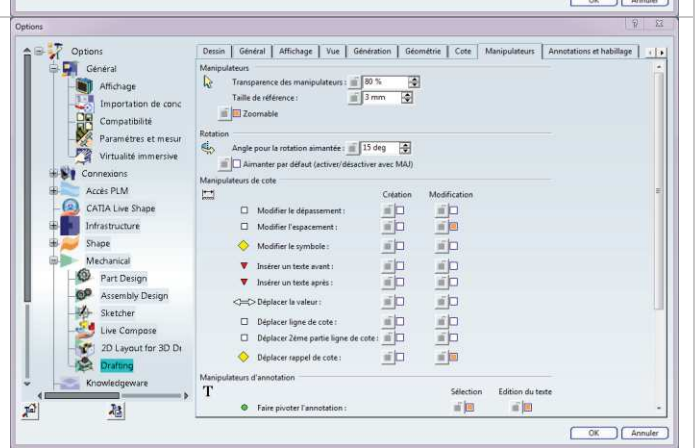 OK Annuler
Options
Options
Général
Affichage
Importation de conc
Compatibilité
Paramètres et mesur
Virtualité immersive
Connexions
Accès PLM
CATIA Live Shape
Infrastructure
Shape
Mechanical
Part Design
Assembly Design
Sketcher
Live Compose
2D Layout for 3D De
Drafting
Knowledgeware
Dessin Général Affichage Vue Génération Géométrie Cote Manipulateurs Annotations et habillage
Manipulateurs
Transparence des manipulateurs : 80 %
Taille de référence : 3 mm
Zoomable
Rotation
Angle pour la rotation aimantée : 15 deg
Aimanter par défaut (activer/désactiver avec MAJ)
Manipulateurs de cote
Création Modification
Modifier le dépassement :
Modifier l'espacement :
Modifier le symbole :
Insérer un texte avant :
Insérer un texte après :
Déplacer la valeur :
Déplacer ligne de cote :
Déplacer 2ème partie ligne de cote :
Déplacer rappel de cote :
Manipulateurs d'annotation
T
Sélection Edition du texte
Faire pivoter l'annotation :
OK Annuler